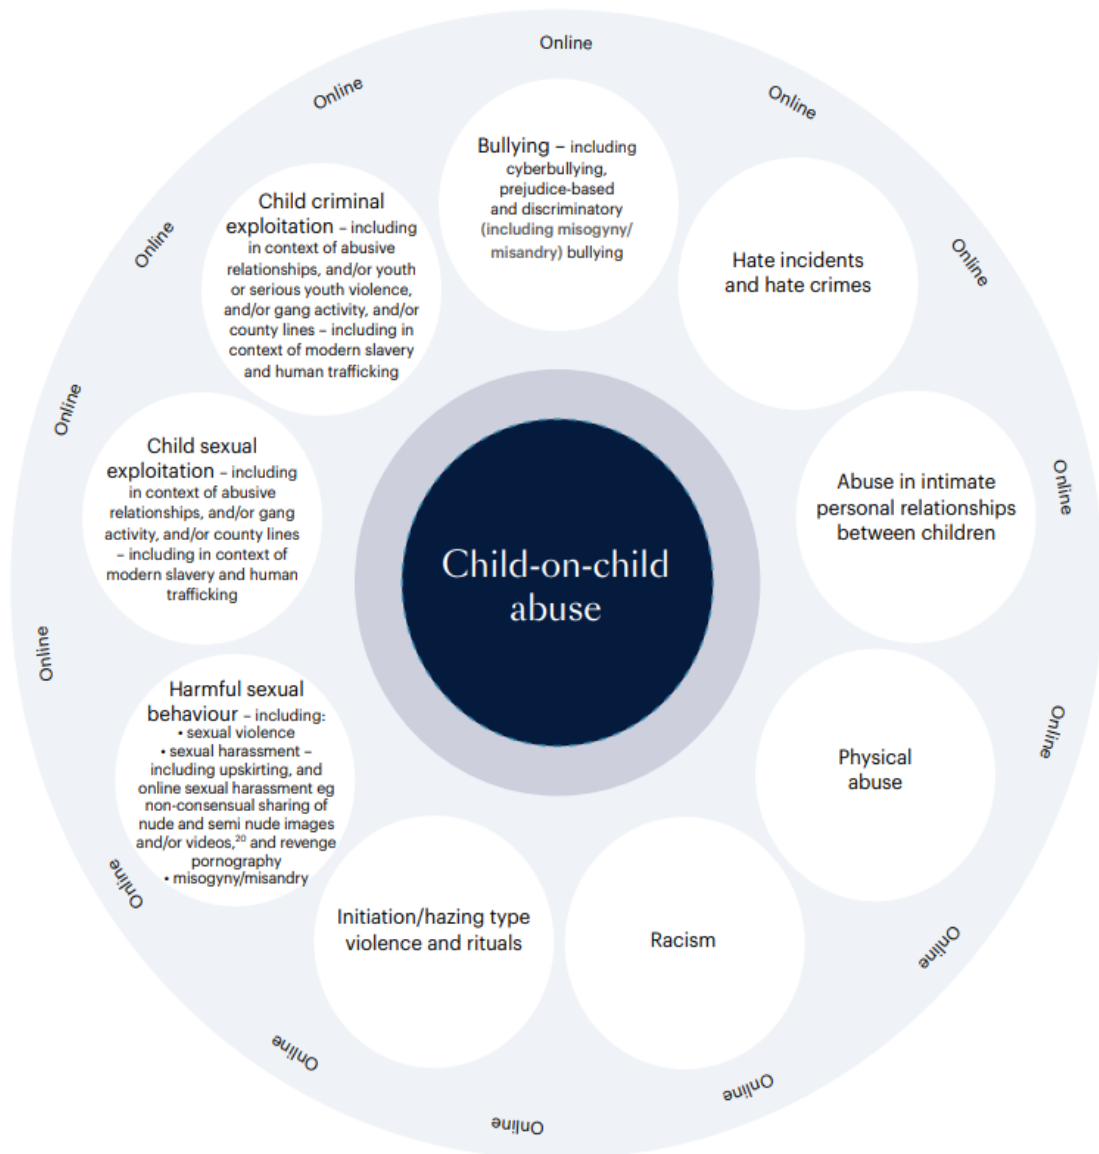 Online
Online
Online
Online
Online
Online
Online
Online
Online
Online
Online
Online
Online
Online
Bullying – including
cyberbullying,
prejudice-based
and discriminatory
(including misogyny/
misandry) bullying
Hate incidents
and hate crimes
Abuse in intimate
personal relationships
between children
Physical
abuse
Racism
Initiation/hazing type
violence and rituals
Harmful sexual
behaviour – including:
• sexual violence
• sexual harassment –
including upskirting, and
online sexual harassment eg
non-consensual sharing of
nude and semi nude images
and/or videos,²⁰ and revenge
pornography
• misogyny/misandry
Child sexual
exploitation – including
in context of abusive
relationships, and/or gang
activity, and/or county lines
– including in context of
modern slavery and human
trafficking
Child criminal
exploitation – including
in context of abusive
relationships, and/or youth
or serious youth violence,
and/or gang activity, and/or
county lines – including in
context of modern slavery
and human trafficking
Child-on-child
abuse